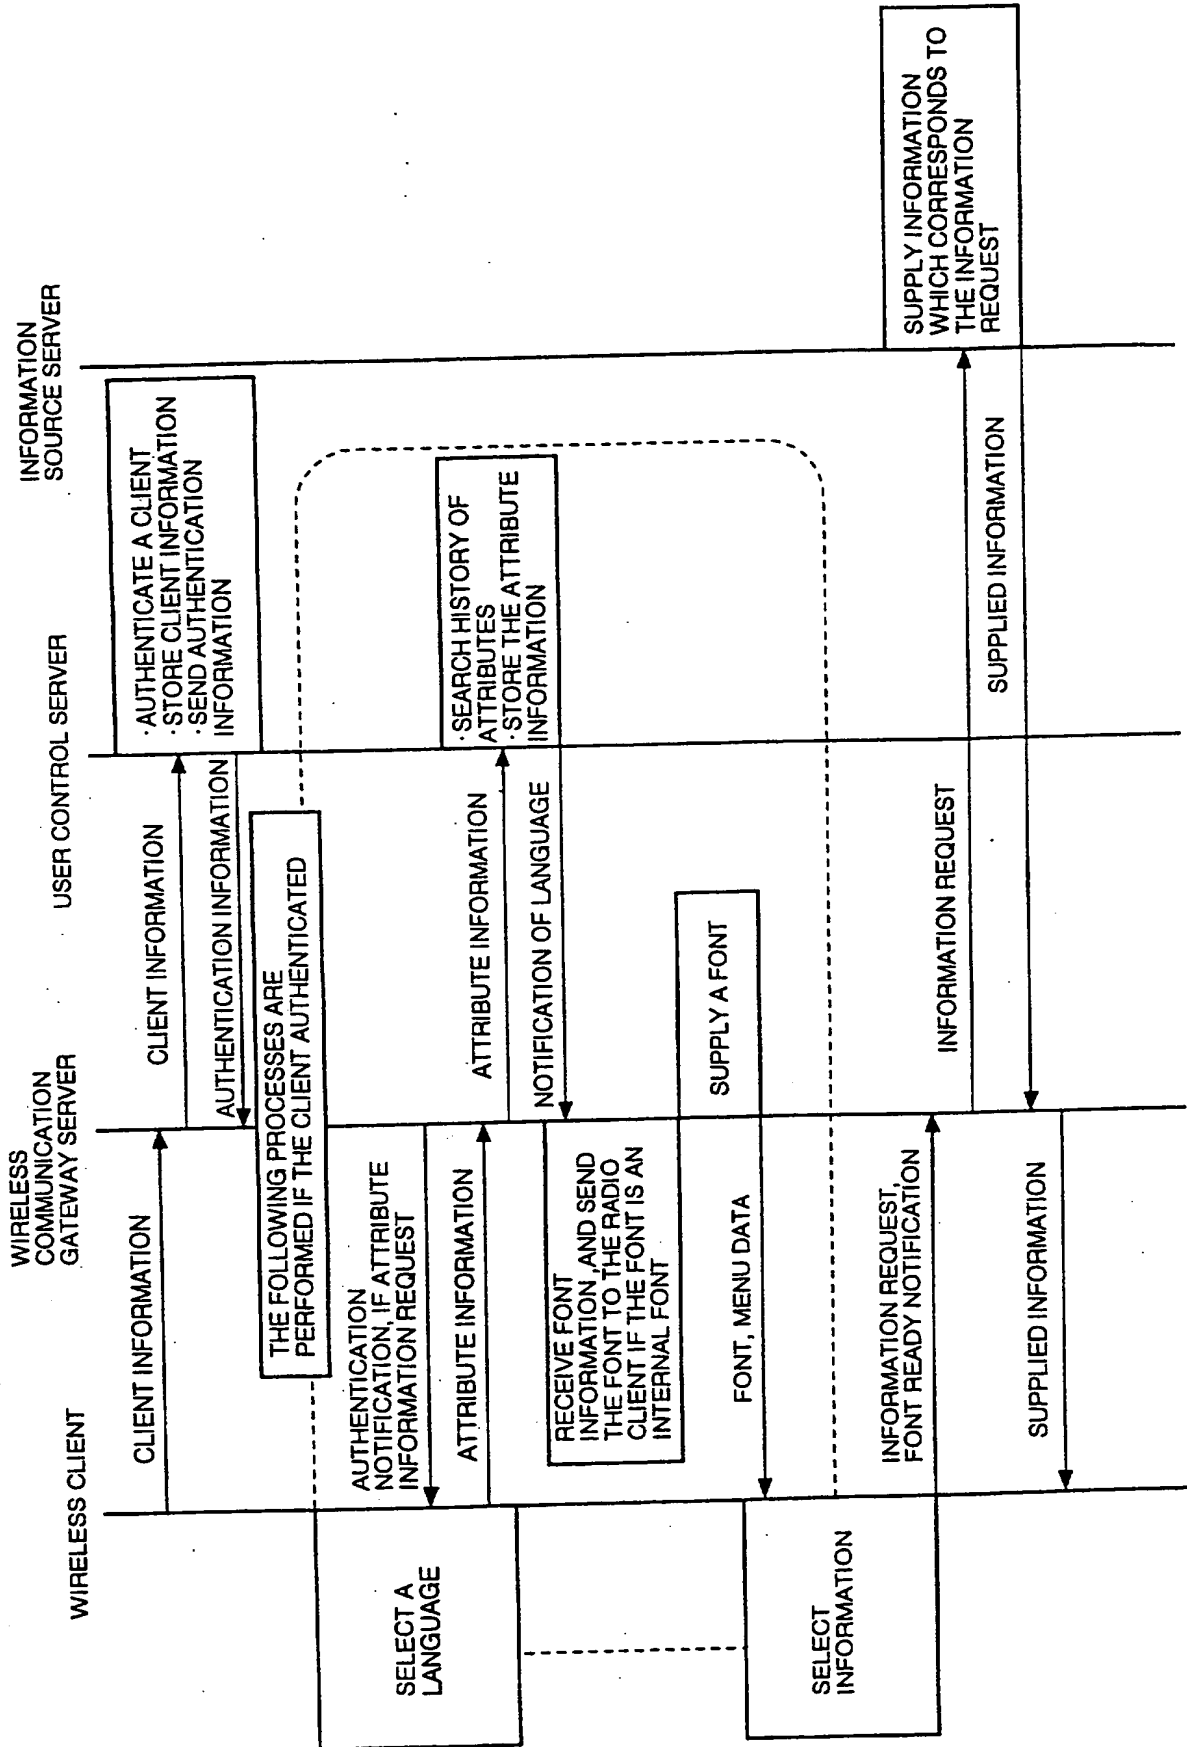 WIRELESS CLIENT
WIRELESS
COMMUNICATION
GATEWAY SERVER
USER CONTROL SERVER
INFORMATION
SOURCE SERVER
CLIENT INFORMATION
CLIENT INFORMATION
·AUTHENTICATE A CLIENT
·STORE CLIENT INFORMATION
·SEND AUTHENTICATION
INFORMATION
AUTHENTICATION INFORMATION
THE FOLLOWING PROCESSES ARE
PERFORMED IF THE CLIENT AUTHENTICATED
SELECT A
LANGUAGE
AUTHENTICATION
NOTIFICATION, IF ATTRIBUTE
INFORMATION REQUEST
ATTRIBUTE INFORMATION
ATTRIBUTE INFORMATION
·SEARCH HISTORY OF
ATTRIBUTES
·STORE THE ATTRIBUTE
INFORMATION
NOTIFICATION OF LANGUAGE
RECEIVE FONT
INFORMATION ,AND SEND
THE FONT TO THE RADIO
CLIENT IF THE FONT IS AN
INTERNAL FONT
SUPPLY A FONT
FONT, MENU DATA
SELECT
INFORMATION
INFORMATION REQUEST,
FONT READY NOTIFICATION
INFORMATION REQUEST
SUPPLY INFORMATION
WHICH CORRESPONDS TO
THE INFORMATION
REQUEST
SUPPLIED INFORMATION
SUPPLIED INFORMATION